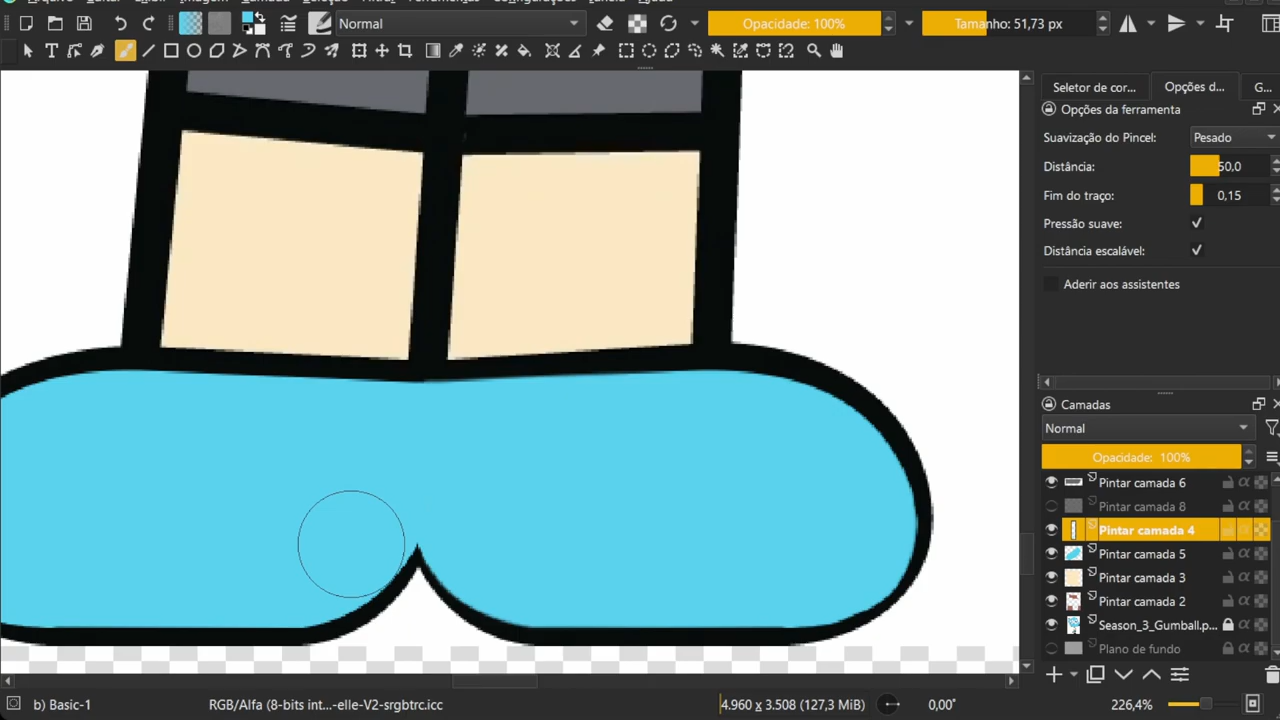 Normal
Opacidade: 100%
Tamanho: 51,73 px
Seletor de cor...
Opções d...
G...
Opções da ferramenta
Suavização do Pincel:
Pesado
Distância:
50,0
Fim do traço:
0,15
Pressão suave:
Distância escalável:
Aderir aos assistentes
Camadas
Normal
Opacidade: 100%
Pintar camada 6
Pintar camada 8
Pintar camada 4
Pintar camada 5
Pintar camada 3
Pintar camada 2
Season_3_Gumball.p...
Plano de fundo
b) Basic-1
RGB/Alfa (8-bits int...-elle-V2-srgbtrc.icc
4.960 x 3.508 (127,3 MiB)
0,00°
226,4%